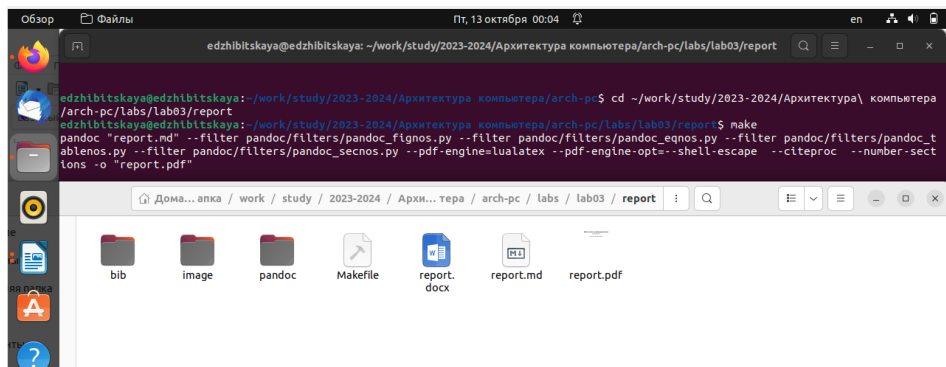 Обзор Файлы Пт, 13 октября 00:04 en
edzhibitskaya@edzhibitskaya: ~/work/study/2023-2024/Архитектура компьютера/arch-pc/labs/lab03/report
edzhibitskaya@edzhibitskaya:~/work/study/2023-2024/Архитектура компьютера/arch-pc$ cd ~/work/study/2023-2024/Архитектура\ компьютера
/arch-pc/labs/lab03/report
edzhibitskaya@edzhibitskaya:~/work/study/2023-2024/Архитектура компьютера/arch-pc/labs/lab03/report$ make
pandoc "report.md" --filter pandoc/filters/pandoc_fignos.py --filter pandoc/filters/pandoc_eqnos.py --filter pandoc/filters/pandoc_t
ablenos.py --filter pandoc/filters/pandoc_secnos.py --pdf-engine=lualatex --pdf-engine-opt=--shell-escape --citeproc --number-sect
ions -o "report.pdf"
Дома... апка / work / study / 2023-2024 / Архи... тера / arch-pc / labs / lab03 / report
bib image pandoc Makefile report.docx report.md report.pdf